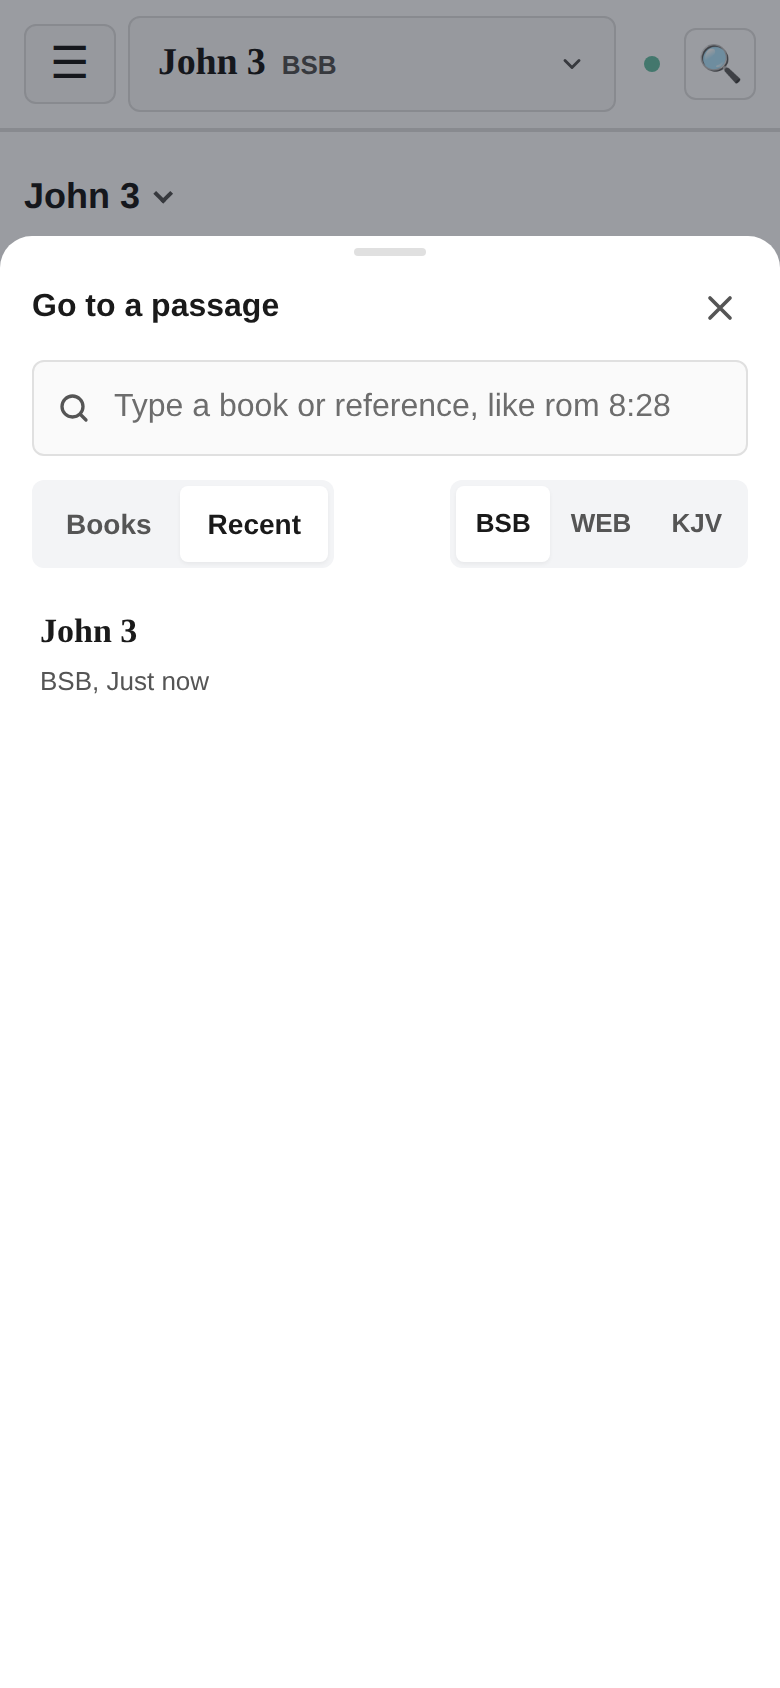 John 3 BSB
John 3
Go to a passage
Type a book or reference, like rom 8:28
Books Recent BSB WEB KJV
John 3
BSB, Just now